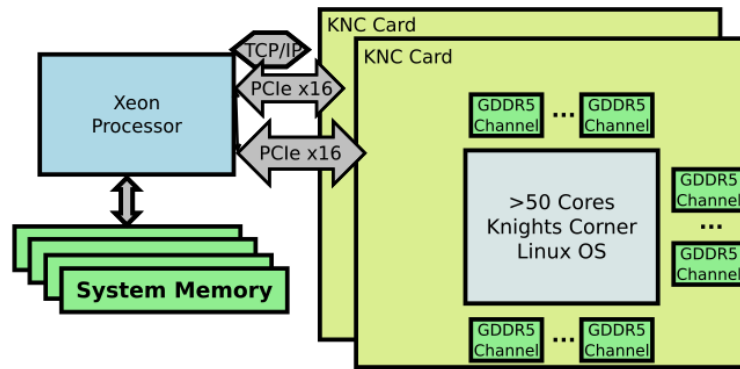 KNC Card
KNC Card
TCP/IP
PCIe x16
PCIe x16
Xeon
Processor
System Memory
GDDR5
Channel
...
GDDR5
Channel
>50 Cores
Knights Corner
Linux OS
GDDR5
Channel
...
GDDR5
Channel
GDDR5
Channel
...
GDDR5
Channel